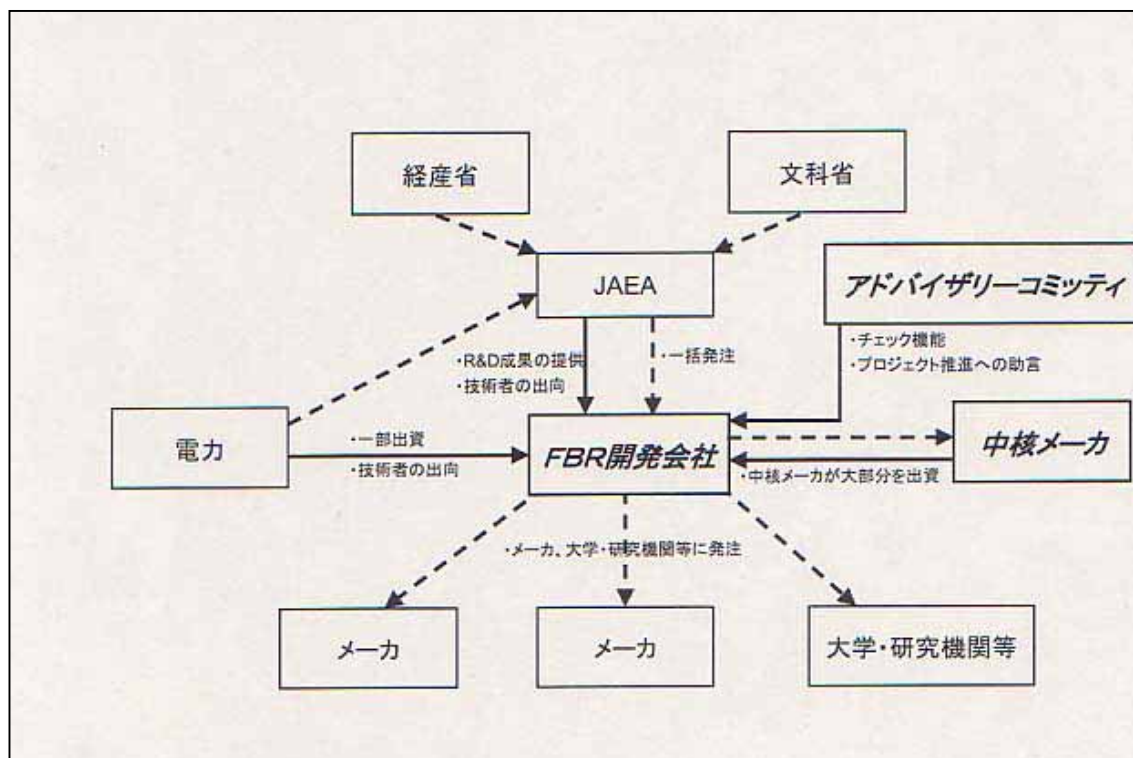 経産省
文科省
JAEA
アドバイザリーコミッティ
・チェック機能
・プロジェクト推進への助言
・R&D成果の提供
・技術者の出向
・一括発注
電力
・一部出資
・技術者の出向
FBR開発会社
中核メーカ
・中核メーカが大部分を出資
・メーカ、大学・研究機関等に発注
メーカ
メーカ
大学・研究機関等